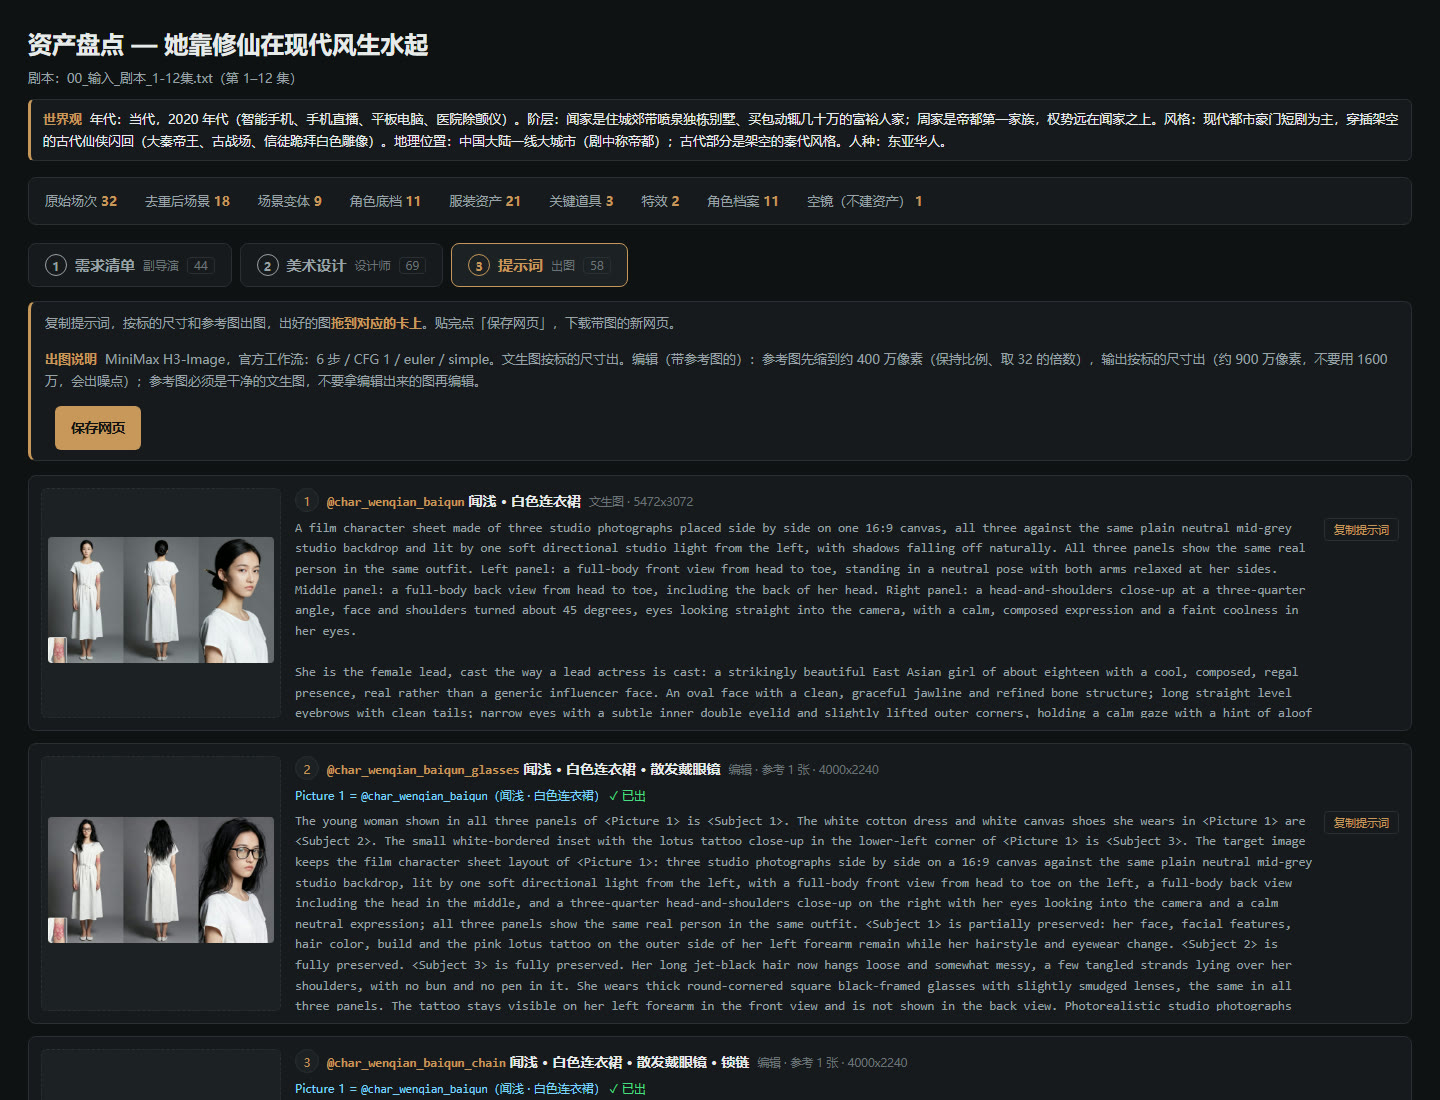 资产盘点 — 她靠修仙在现代风生水起
剧本：00_输入_剧本_1-12集.txt（第 1–12 集）
世界观 年代：当代，2020 年代（智能手机、手机直播、平板电脑、医院除颤仪）。阶层：闻家是住城郊带喷泉独栋别墅、买包动辄几十万的富裕人家；周家是帝都第一家族，权势远在闻家之上。风格：现代都市豪门短剧为主，穿插架空
的古代仙侠闪回（大秦帝王、古战场、信徒跪拜白色雕像）。地理位置：中国大陆一线大城市（剧中称帝都）；古代部分是架空的秦代风格。人种：东亚华人。
原始场次 32 去重后场景 18 场景变体 9 角色底档 11 服装资产 21 关键道具 3 特效 2 角色档案 11 空镜（不建资产） 1
1 需求清单 副导演 44 2 美术设计 设计师 69 3 提示词 出图 58
复制提示词，按标的尺寸和参考图出图，出好的图拖到对应的卡上。贴完点「保存网页」，下载带图的新网页。
出图说明 MiniMax H3-Image，官方工作流：6 步 / CFG 1 / euler / simple。文生图按标的尺寸出。编辑（带参考图的）：参考图先缩到约 400 万像素（保持比例、取 32 的倍数），输出按标的尺寸出（约 900 万像素，不要用 1600
万，会出噪点）；参考图必须是干净的文生图，不要拿编辑出来的图再编辑。
保存网页
1 @char_wenqian_baiqun 闻浅 • 白色连衣裙 文生图 · 5472x3072
复制提示词
A film character sheet made of three studio photographs placed side by side on one 16:9 canvas, all three against the same plain neutral mid-grey
studio backdrop and lit by one soft directional studio light from the left, with shadows falling off naturally. All three panels show the same real
person in the same outfit. Left panel: a full-body front view from head to toe, standing in a neutral pose with both arms relaxed at her sides.
Middle panel: a full-body back view from head to toe, including the back of her head. Right panel: a head-and-shoulders close-up at a three-quarter
angle, face and shoulders turned about 45 degrees, eyes looking straight into the camera, with a calm, composed expression and a faint coolness in
her eyes.
She is the female lead, cast the way a lead actress is cast: a strikingly beautiful East Asian girl of about eighteen with a cool, composed, regal
presence, real rather than a generic influencer face. An oval face with a clean, graceful jawline and refined bone structure; long straight level
eyebrows with clean tails; narrow eyes with a subtle inner double eyelid and slightly lifted outer corners, holding a calm gaze with a hint of aloof
2 @char_wenqian_baiqun_glasses 闻浅 • 白色连衣裙 • 散发戴眼镜 编辑 · 参考 1 张 · 4000x2240
Picture 1 = @char_wenqian_baiqun（闻浅 · 白色连衣裙） ✓ 已出
复制提示词
The young woman shown in all three panels of <Picture 1> is <Subject 1>. The white cotton dress and white canvas shoes she wears in <Picture 1> are
<Subject 2>. The small white-bordered inset with the lotus tattoo close-up in the lower-left corner of <Picture 1> is <Subject 3>. The target image
keeps the film character sheet layout of <Picture 1>: three studio photographs side by side on a 16:9 canvas against the same plain neutral mid-grey
studio backdrop, lit by one soft directional light from the left, with a full-body front view from head to toe on the left, a full-body back view
including the head in the middle, and a three-quarter head-and-shoulders close-up on the right with her eyes looking into the camera and a calm
neutral expression; all three panels show the same real person in the same outfit. <Subject 1> is partially preserved: her face, facial features,
hair color, build and the pink lotus tattoo on the outer side of her left forearm remain while her hairstyle and eyewear change. <Subject 2> is
fully preserved. <Subject 3> is fully preserved. Her long jet-black hair now hangs loose and somewhat messy, a few tangled strands lying over her
shoulders, with no bun and no pen in it. She wears thick round-cornered square black-framed glasses with slightly smudged lenses, the same in all
three panels. The tattoo stays visible on her left forearm in the front view and is not shown in the back view. Photorealistic studio photographs
3 @char_wenqian_baiqun_chain 闻浅 • 白色连衣裙 • 散发戴眼镜 • 锁链 编辑 · 参考 1 张 · 4000x2240
Picture 1 = @char_wenqian_baiqun（闻浅 · 白色连衣裙） ✓ 已出